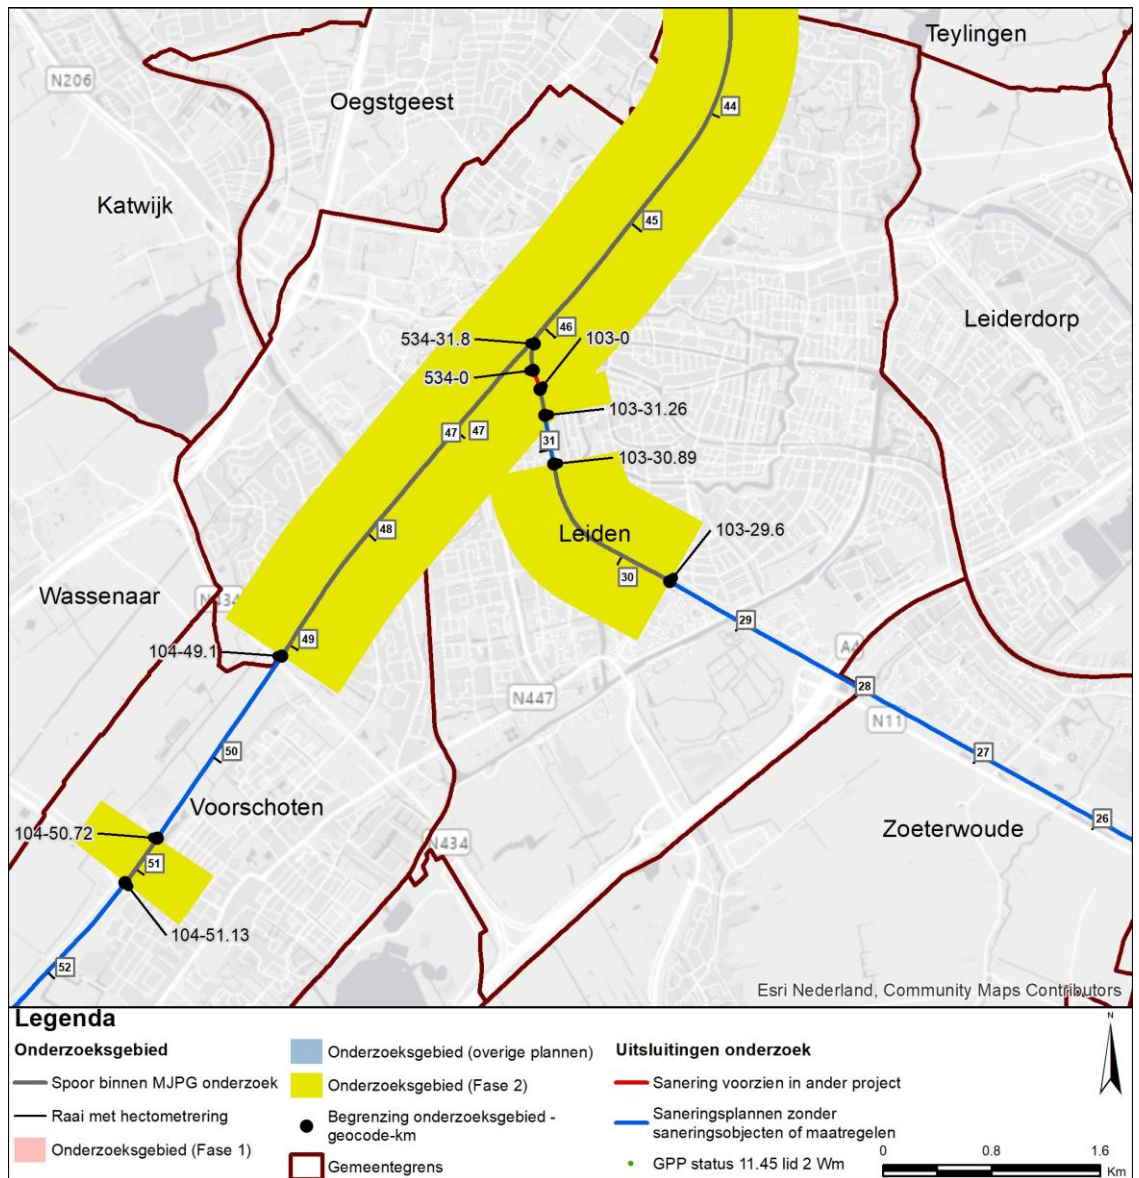 Teylingen
N206
Oegstgeest
44
Katwijk
45
Leiderdorp
46
534-31.8
103-0
534-0
103-31.26
47
47
31
103-30.89
48
Leiden
103-29.6
30
Wassenaar
N434
29
49
104-49.1
A4
28
N447
N11
50
27
Voorschoten
26
104-50.72
Zoeterwoude
N434
51
104-51.13
52
Esri Nederland, Community Maps Contributors
Legenda
Onderzoeksgebied
Spoor binnen MJPG onderzoek
Raai met hectometrering
Onderzoeksgebied (Fase 1)
Onderzoeksgebied (overige plannen)
Onderzoeksgebied (Fase 2)
Begrenzing onderzoeksgebied -
geocode-km
Gemeentegrens
Uitsluitingen onderzoek
Sanering voorzien in ander project
Saneringsplannen zonder
saneringsobjecten of maatregelen
GPP status 11.45 lid 2 Wm
N
0 0.8 1.6
Km